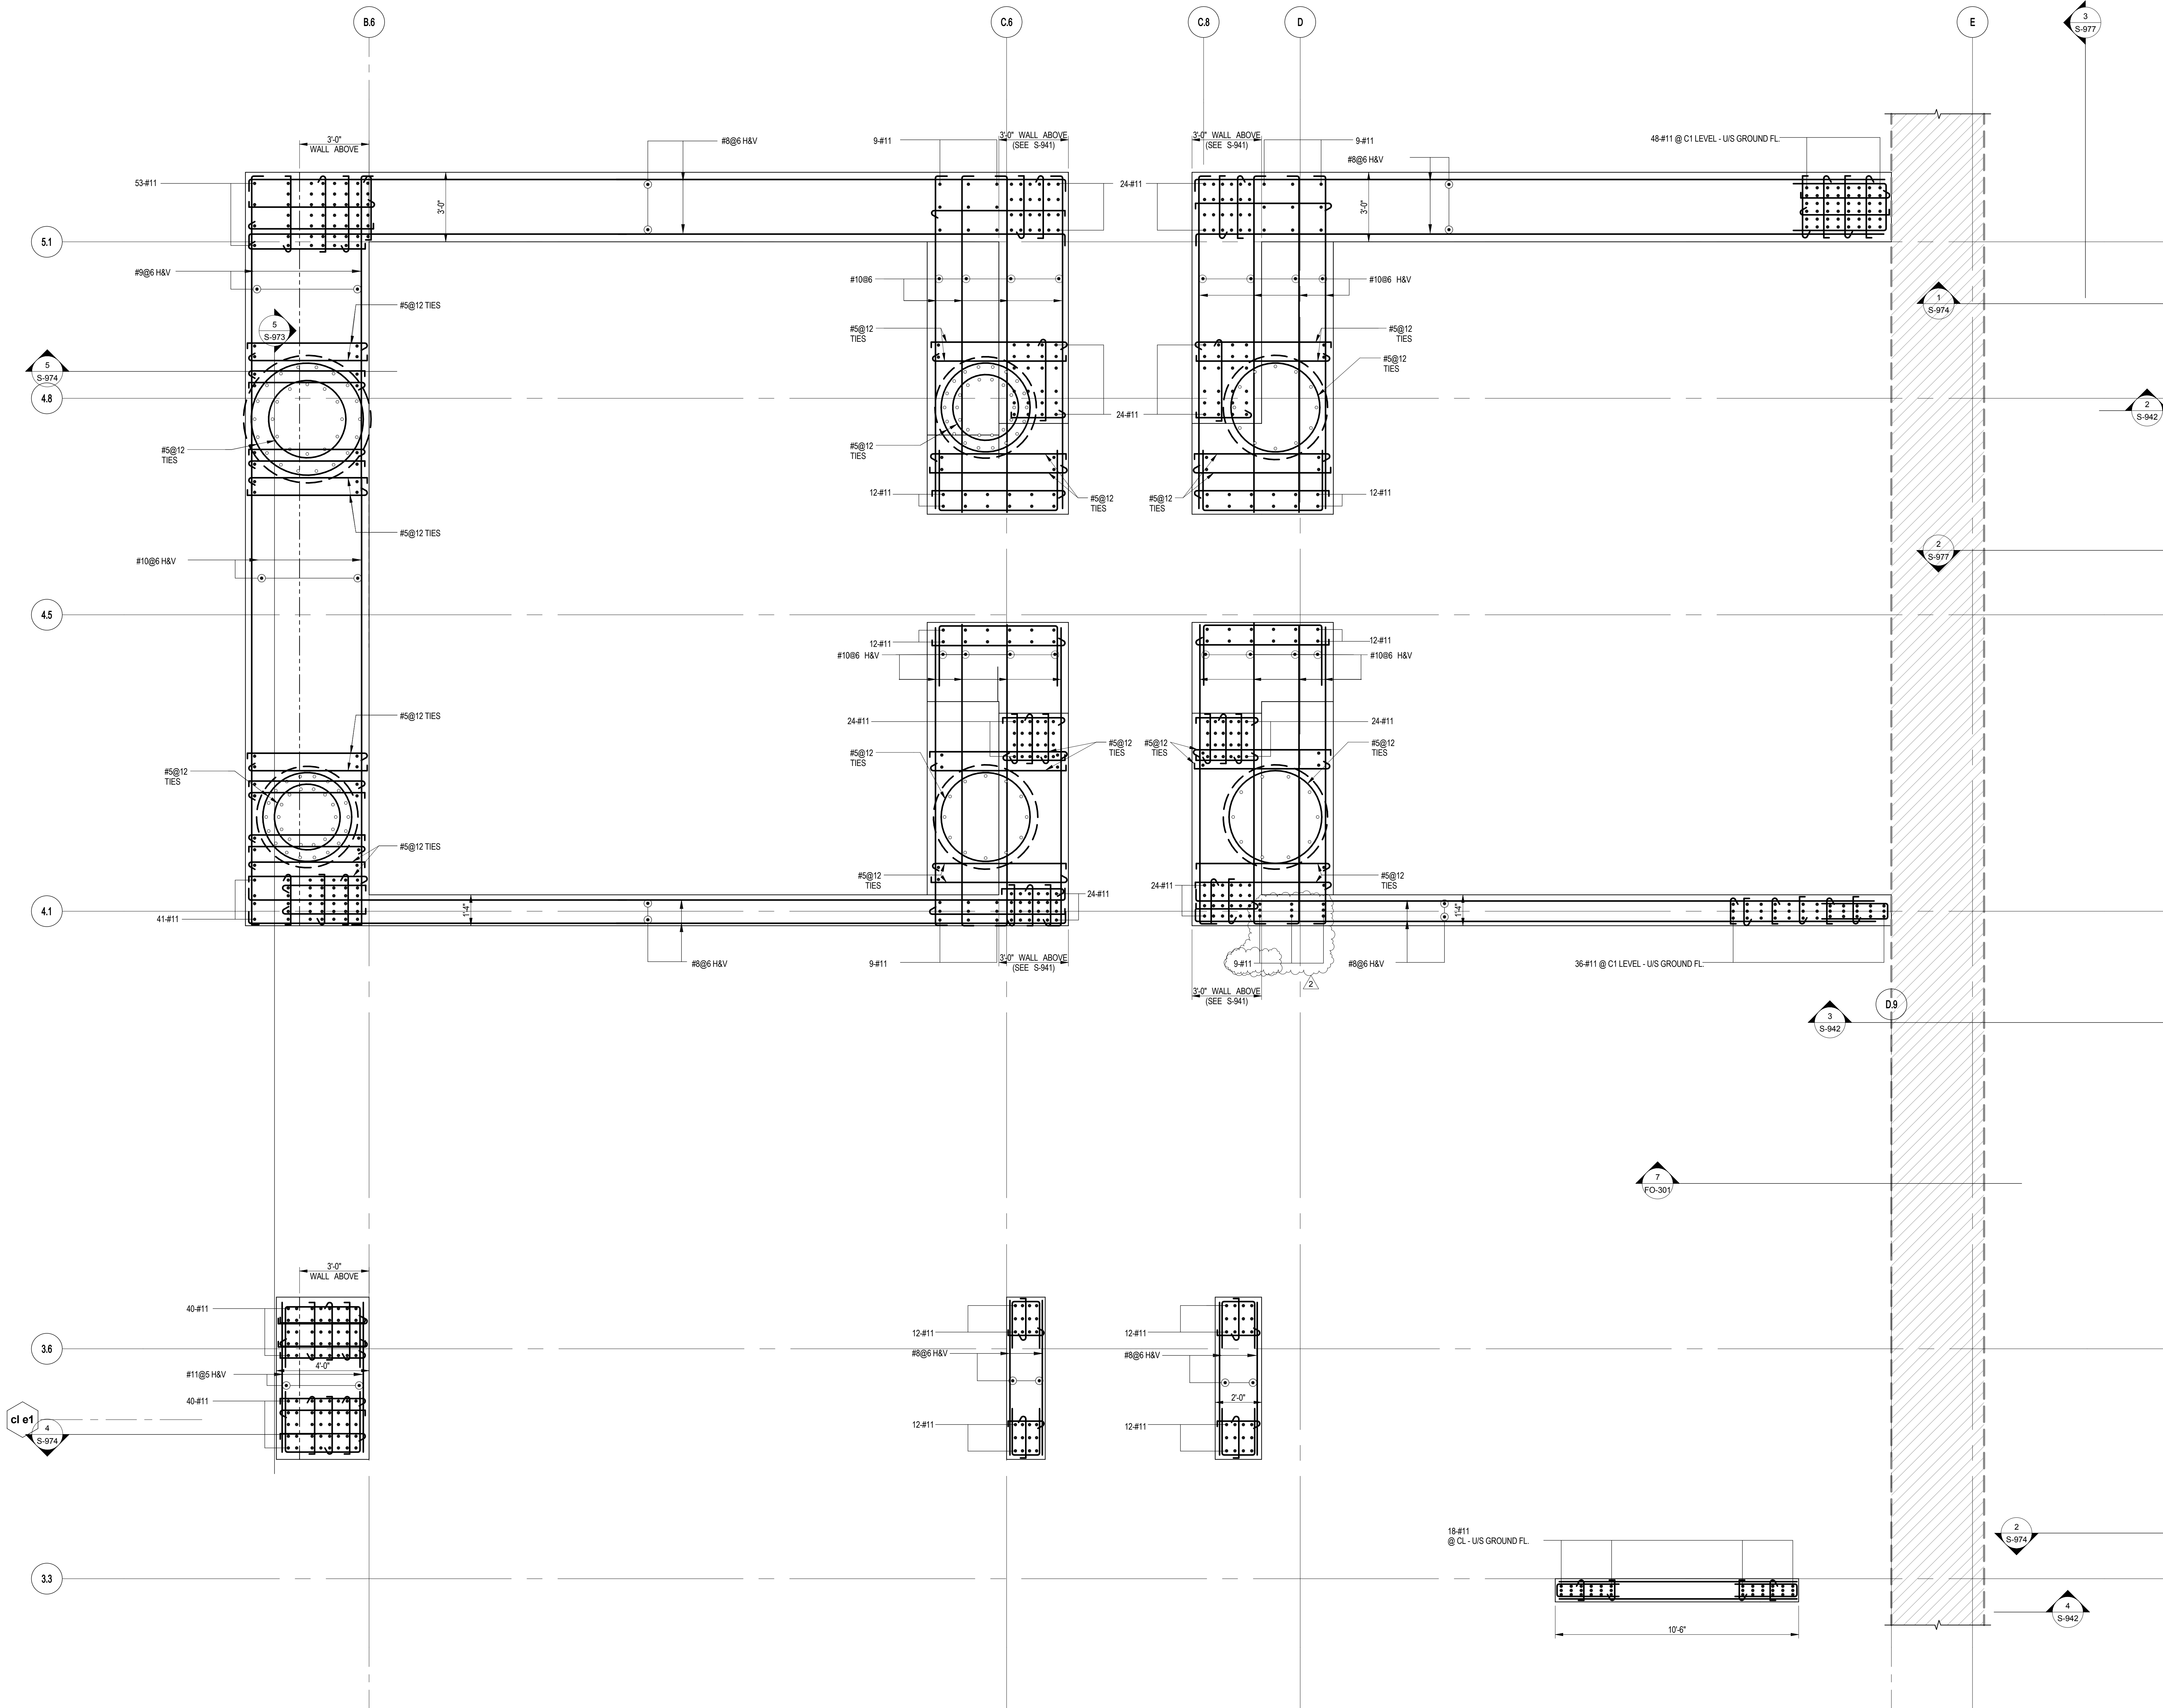 B.6
C.6
C.8
D
E
3
S-977
3'-0"
WALL ABOVE
#8@6 H&V
9-#11
3'-0" WALL ABOVE
(SEE S-941)
3'-0" WALL ABOVE
(SEE S-941)
9-#11
#8@6 H&V
48-#11 @ C1 LEVEL - U/S GROUND FL.
53-#11
3'-0"
24-#11
3'-0"
5.1
#9@6 H&V
#10@6
#10@6 H&V
#5@12 TIES
1
S-974
5
S-973
#5@12
TIES
#5@12
TIES
#5@12
TIES
5
S-974
4.8
2
S-942
24-#11
#5@12
TIES
#5@12
TIES
12-#11
#5@12
TIES
#5@12
TIES
12-#11
#5@12 TIES
2
S-977
#10@6 H&V
4.5
12-#11
12-#11
#10@6 H&V
#10@6 H&V
#5@12 TIES
24-#11
24-#11
#5@12
TIES
#5@12
TIES
#5@12
TIES
#5@12
TIES
#5@12
TIES
#5@12 TIES
#5@12
TIES
#5@12
TIES
24-#11
24-#11
4.1
41-#11
1'-4"
1'-4"
#8@6 H&V
9-#11
3'-0" WALL ABOVE
(SEE S-941)
9-#11
#8@6 H&V
36-#11 @ C1 LEVEL - U/S GROUND FL.
2
3'-0" WALL ABOVE
(SEE S-941)
D.9
3
S-942
7
FO-301
3'-0"
WALL ABOVE
40-#11
12-#11
12-#11
3.6
#8@6 H&V
#8@6 H&V
4'-0"
#11@5 H&V
2'-0"
40-#11
cl e1
4
S-974
12-#11
12-#11
18-#11
@ CL - U/S GROUND FL.
2
S-974
3.3
4
S-942
10'-6"